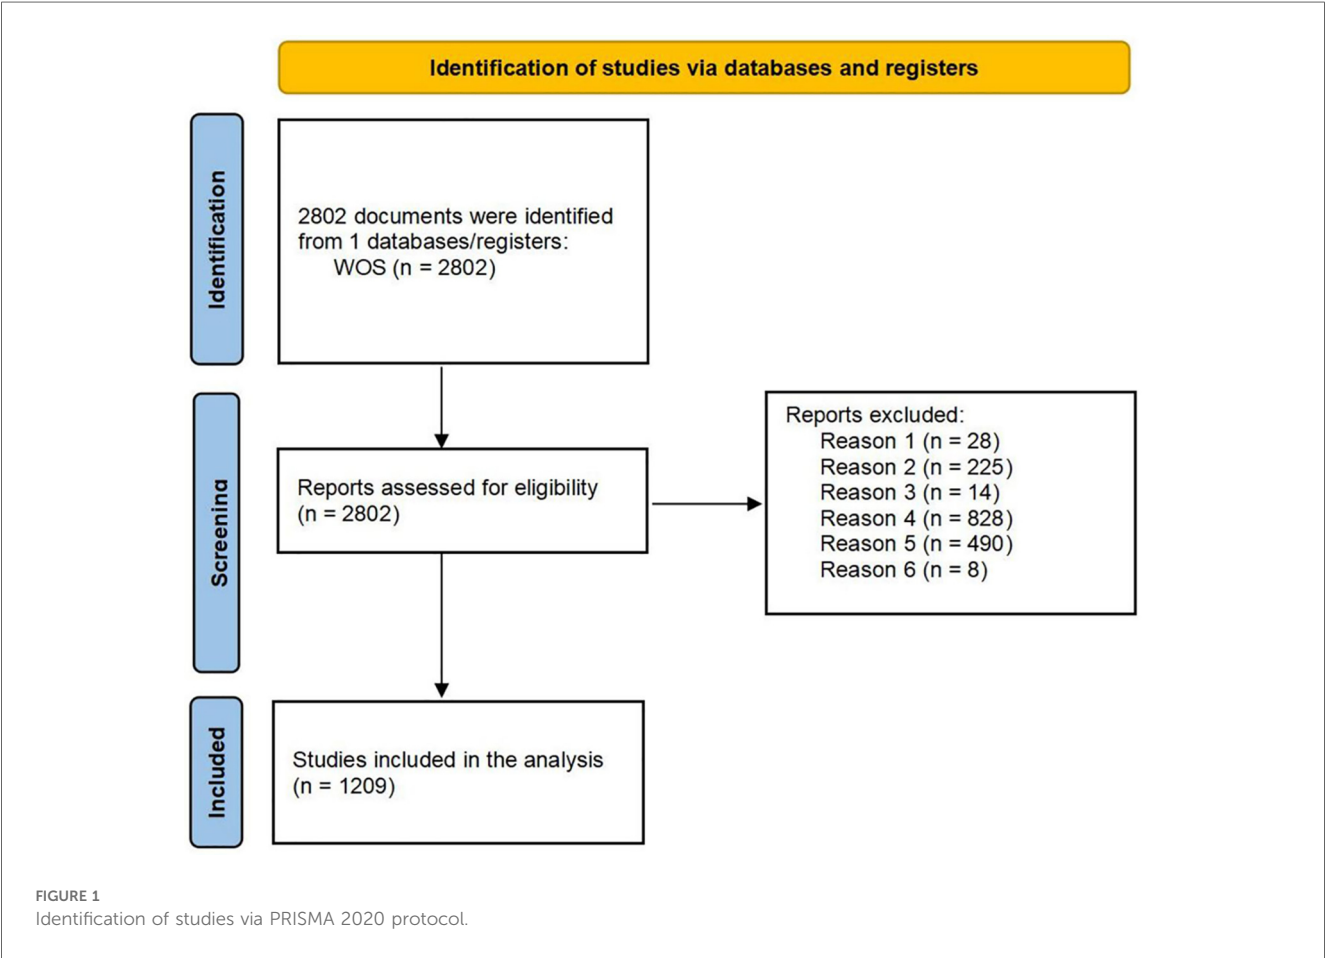 Identification of studies via databases and registers
Identification
2802 documents were identified
from 1 databases/registers:
WOS (n = 2802)
Screening
Reports assessed for eligibility
(n = 2802)
Reports excluded:
Reason 1 (n = 28)
Reason 2 (n = 225)
Reason 3 (n = 14)
Reason 4 (n = 828)
Reason 5 (n = 490)
Reason 6 (n = 8)
Included
Studies included in the analysis
(n = 1209)
FIGURE 1
Identification of studies via PRISMA 2020 protocol.